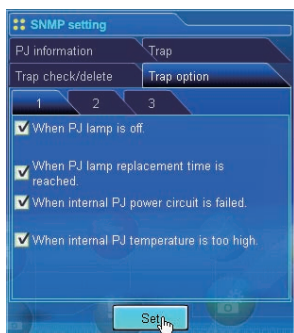 SNMP setting
PJ information Trap
Trap check/delete Trap option
1 2 3
When PJ lamp is off.
When PJ lamp replacement time is
reached.
When internal PJ power circuit is failed.
When internal PJ temperature is too high.
Set